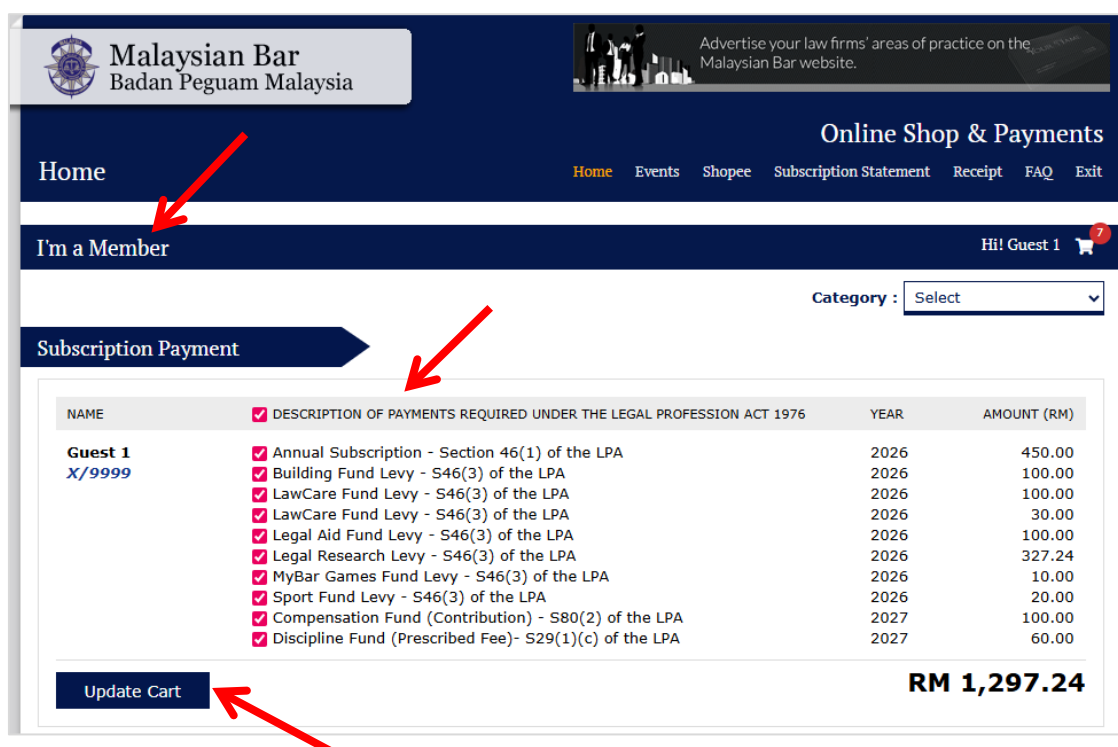 Malaysian Bar
Badan Peguam Malaysia
Advertise your law firms' areas of practice on the
Malaysian Bar website.
Online Shop & Payments
Home
Home Events Shopee Subscription Statement Receipt FAQ Exit
I'm a Member
Hi! Guest 1 7
Category : Select
Subscription Payment
NAME DESCRIPTION OF PAYMENTS REQUIRED UNDER THE LEGAL PROFESSION ACT 1976 YEAR AMOUNT (RM)
Guest 1 Annual Subscription - Section 46(1) of the LPA 2026 450.00
X/9999 Building Fund Levy - S46(3) of the LPA 2026 100.00
LawCare Fund Levy - S46(3) of the LPA 2026 100.00
LawCare Fund Levy - S46(3) of the LPA 2026 30.00
Legal Aid Fund Levy - S46(3) of the LPA 2026 100.00
Legal Research Levy - S46(3) of the LPA 2026 327.24
MyBar Games Fund Levy - S46(3) of the LPA 2026 10.00
Sport Fund Levy - S46(3) of the LPA 2026 20.00
Compensation Fund (Contribution) - S80(2) of the LPA 2027 100.00
Discipline Fund (Prescribed Fee)- S29(1)(c) of the LPA 2027 60.00
Update Cart
RM 1,297.24